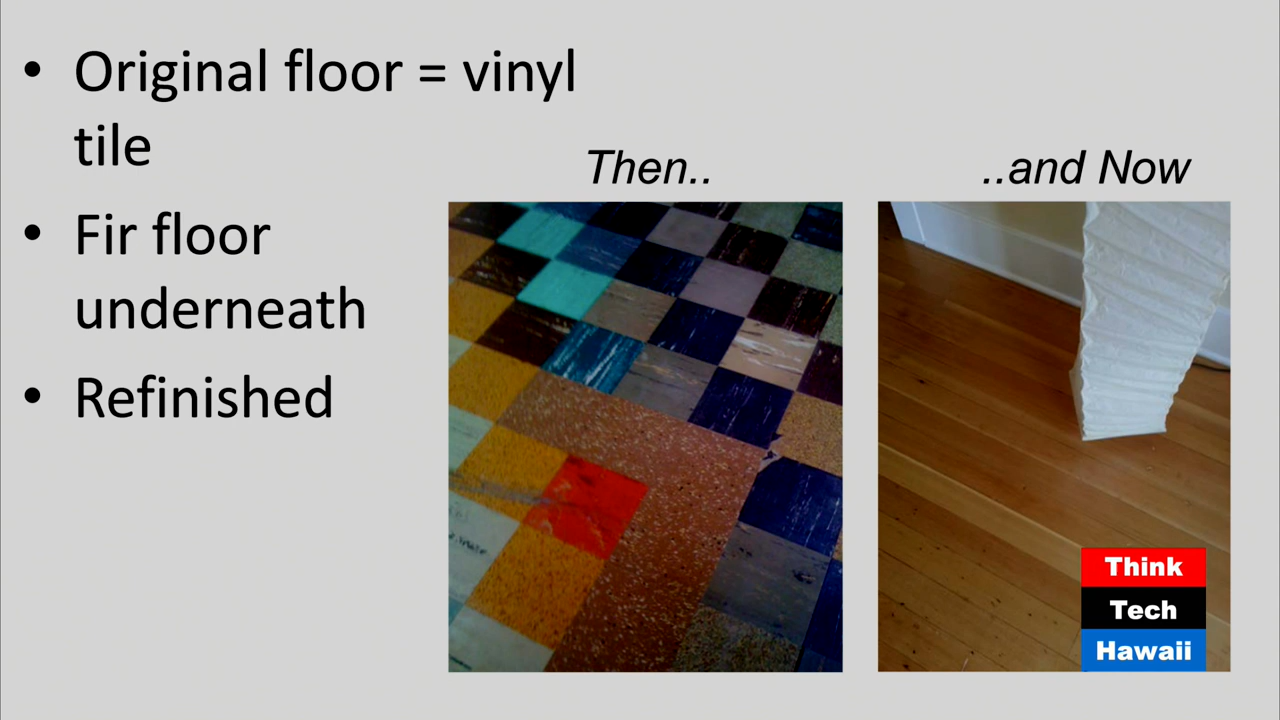 • Original floor = vinyl
tile
• Fir floor
underneath
• Refinished
Then..
..and Now
Think
Tech
Hawaii